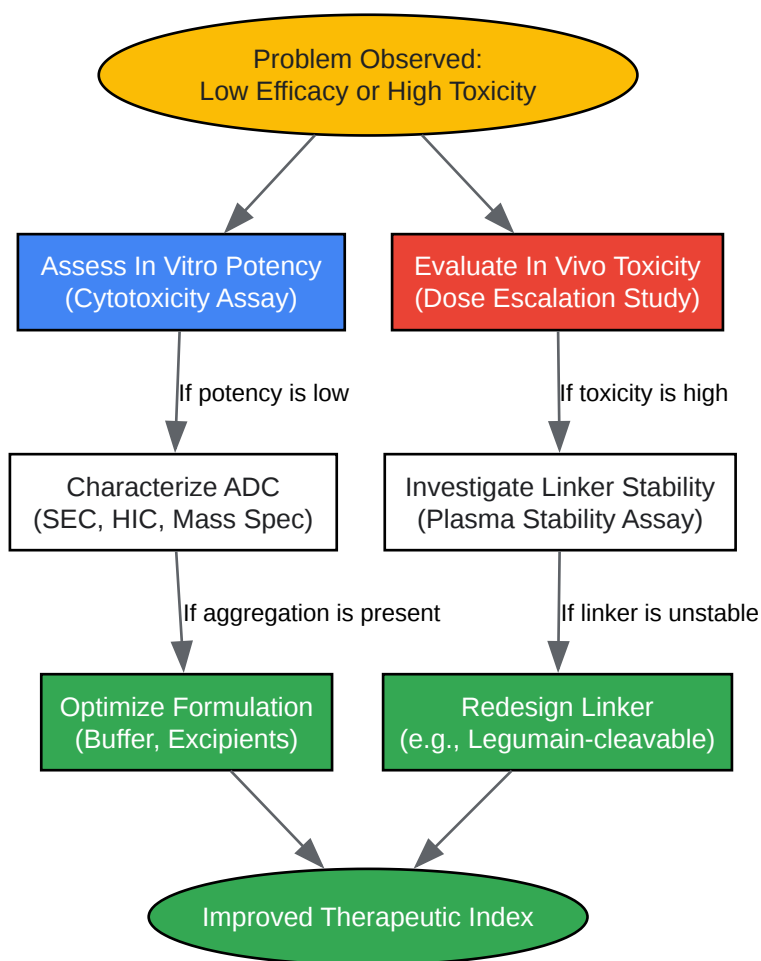 Problem Observed:
Low Efficacy or High Toxicity
Assess In Vitro Potency
(Cytotoxicity Assay)
Evaluate In Vivo Toxicity
(Dose Escalation Study)
If potency is low
If toxicity is high
Characterize ADC
(SEC, HIC, Mass Spec)
Investigate Linker Stability
(Plasma Stability Assay)
If aggregation is present
If linker is unstable
Optimize Formulation
(Buffer, Excipients)
Redesign Linker
(e.g., Legumain-cleavable)
Improved Therapeutic Index